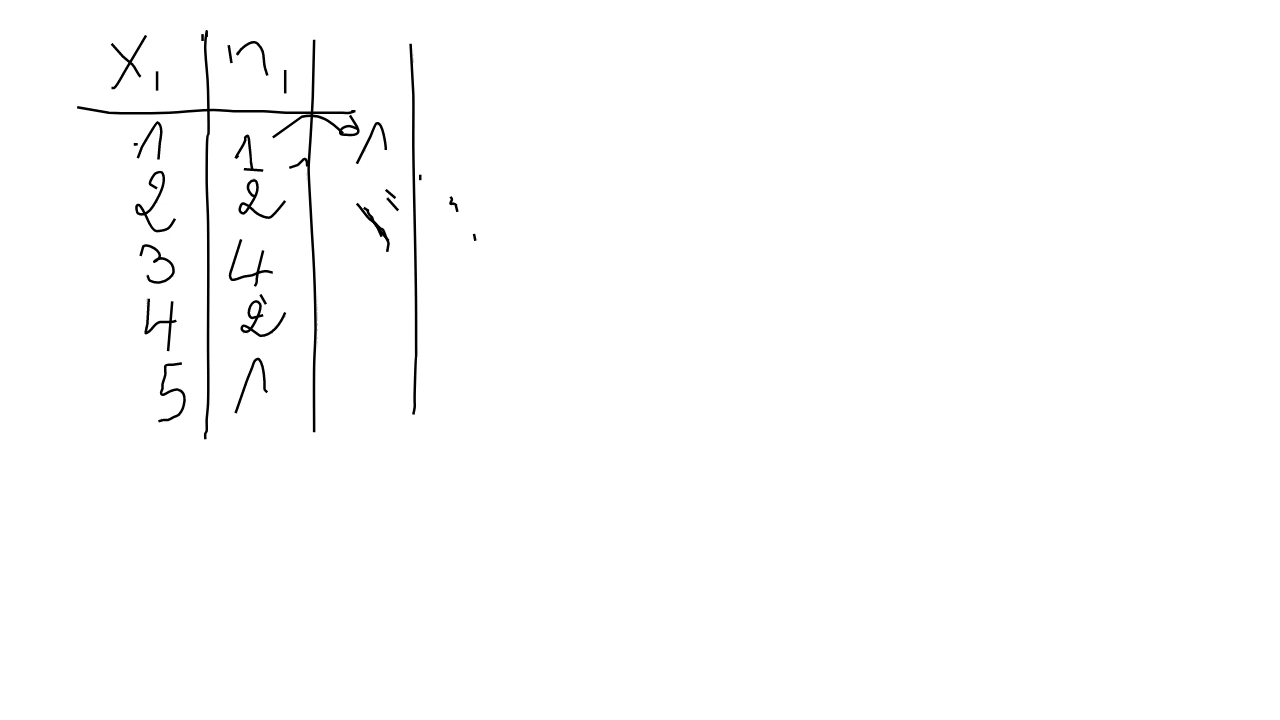 x₁ n₁
1 1 1
2 2
3 4
4 2
5 1